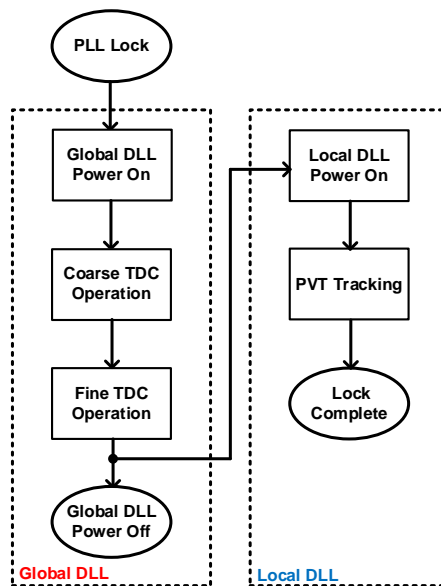 PLL Lock
Global DLL
Power On
Coarse TDC
Operation
Fine TDC
Operation
Global DLL
Power Off
Global DLL
Local DLL
Power On
PVT Tracking
Lock
Complete
Local DLL